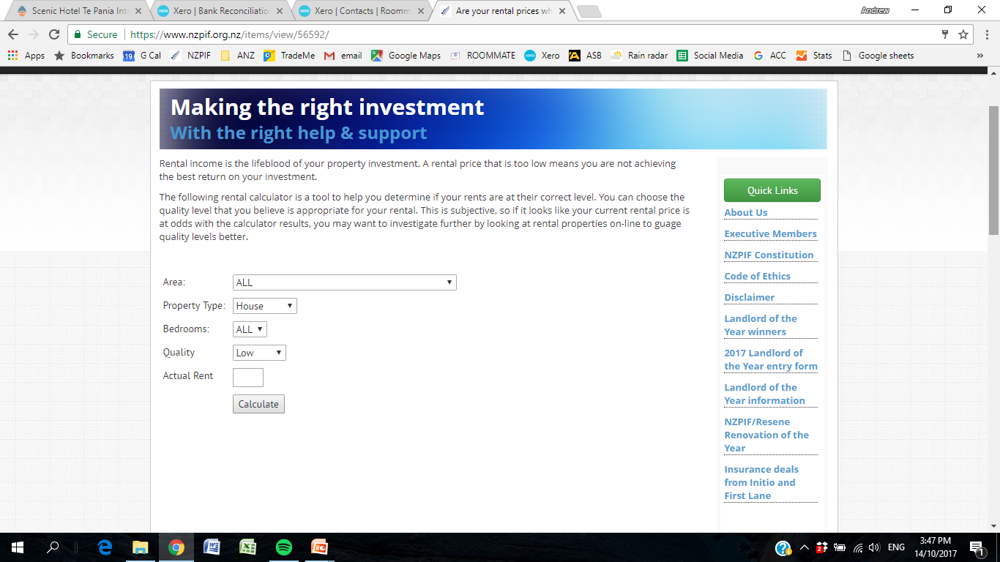 Scenic Hotel Te Pania Int
Xero | Bank Reconciliatio
Xero | Contacts | Roomm
Are your rental prices wh
Andrew
Secure
https://www.nzpif.org.nz/items/view/56592/
Apps
Bookmarks
19
G Cal
NZPIF
ANZ
TradeMe
email
Google Maps
ROOMMATE
xero
Xero
ASB
Rain radar
Social Media
ACC
Stats
Google sheets
»
Making the right investment
With the right help & support
Rental income is the lifeblood of your property investment. A rental price that is too low means you are not achieving
the best return on your investment.
The following rental calculator is a tool to help you determine if your rents are at their correct level. You can choose the
quality level that you believe is appropriate for your rental. This is subjective, so if it looks like your current rental price is
at odds with the calculator results, you may want to investigate further by looking at rental properties on-line to guage
quality levels better.
Area: ALL
Property Type: House
Bedrooms: ALL
Quality Low
Actual Rent
Calculate
Quick Links
About Us
Executive Members
NZPIF Constitution
Code of Ethics
Disclaimer
Landlord of the
Year winners
2017 Landlord of
the Year entry form
Landlord of the
Year information
NZPIF/Resene
Renovation of the
Year
Insurance deals
from Initio and
First Lane
ENG
3:47 PM
14/10/2017
1